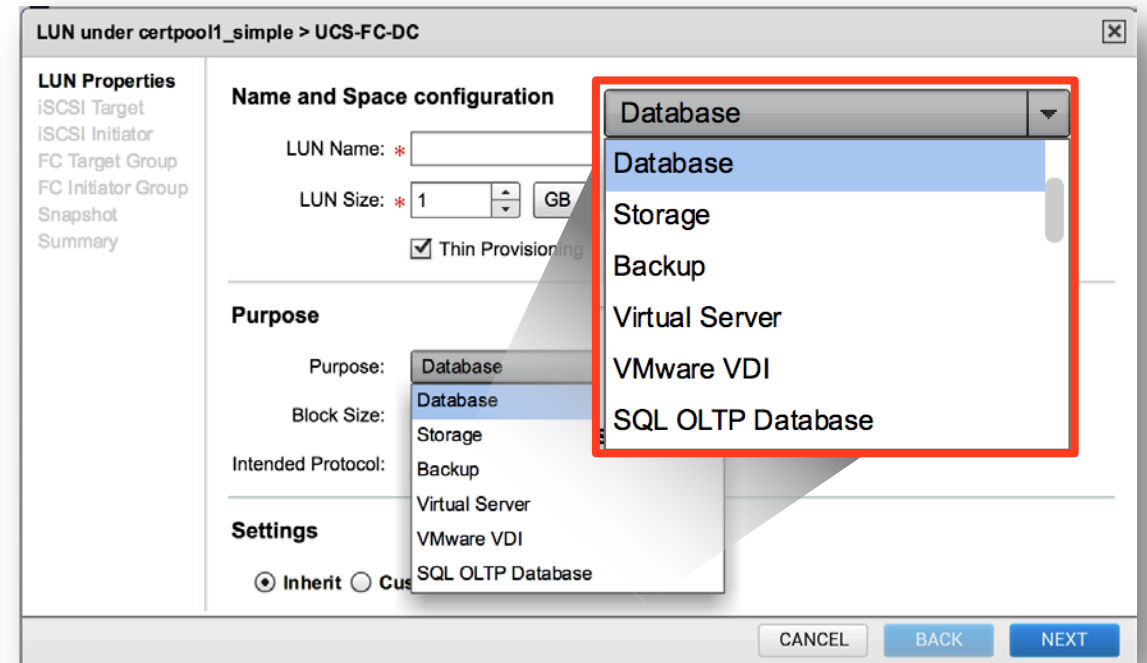 LUN under certpool1_simple > UCS-FC-DC
LUN Properties
iSCSI Target
iSCSI Initiator
FC Target Group
FC Initiator Group
Snapshot
Summary
Name and Space configuration
LUN Name: *
LUN Size: * 1 GB
Thin Provisioning
Purpose
Purpose: Database
Database
Block Size:
Storage
Intended Protocol:
Backup
Virtual Server
VMware VDI
SQL OLTP Database
Settings
Inherit
Database
Database
Storage
Backup
Virtual Server
VMware VDI
SQL OLTP Database
CANCEL BACK NEXT